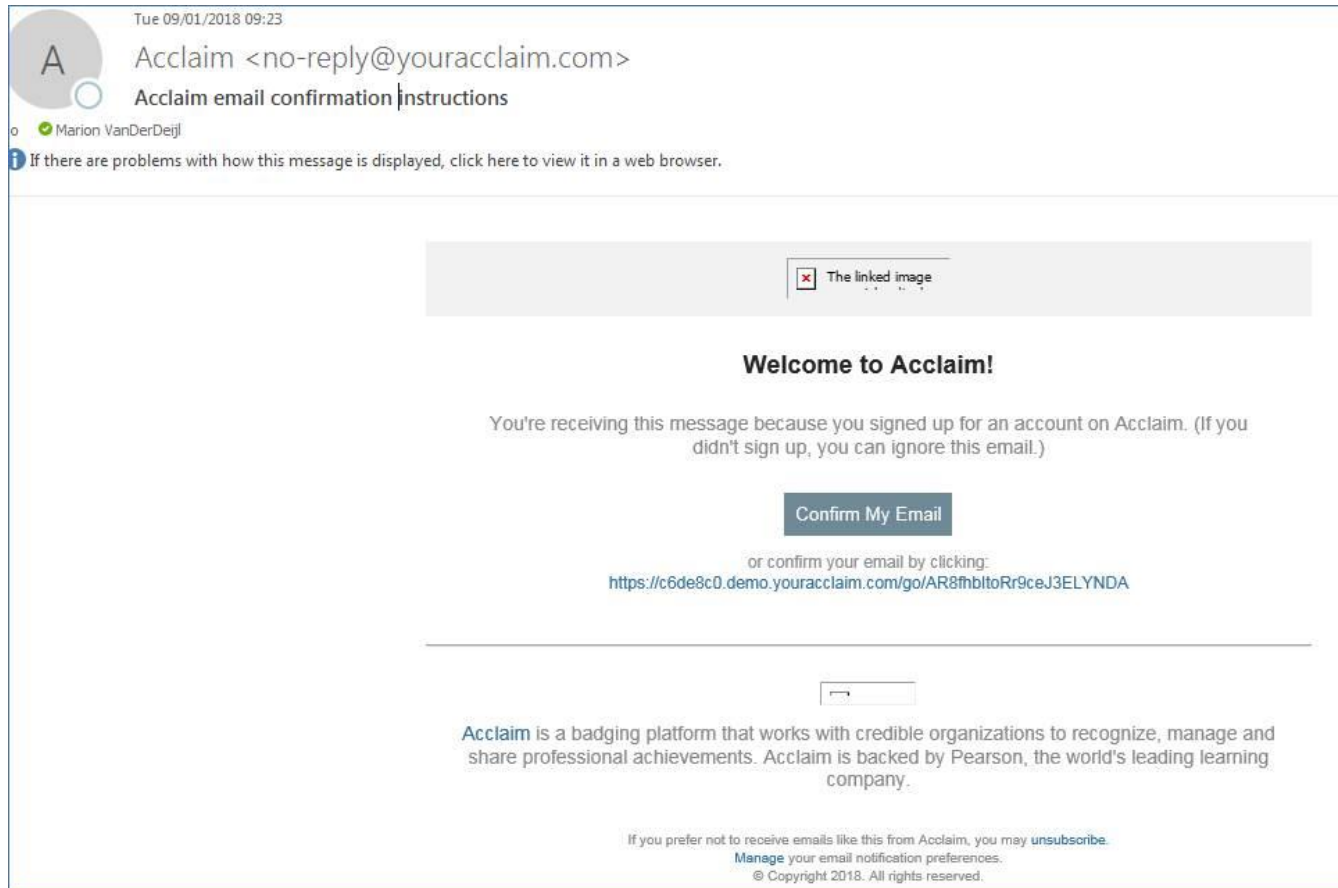 Tue 09/01/2018 09:23
A
Acclaim <no-reply@youracclaim.com>
Acclaim email confirmation instructions
o Marion VanDerDeijl
If there are problems with how this message is displayed, click here to view it in a web browser.
The linked image
Welcome to Acclaim!
You're receiving this message because you signed up for an account on Acclaim. (If you
didn't sign up, you can ignore this email.)
Confirm My Email
or confirm your email by clicking:
https://c6de8c0.demo.youracclaim.com/go/AR8fhbltoRr9ceJ3ELYNDA
Acclaim is a badging platform that works with credible organizations to recognize, manage and
share professional achievements. Acclaim is backed by Pearson, the world's leading learning
company.
If you prefer not to receive emails like this from Acclaim, you may unsubscribe.
Manage your email notification preferences.
© Copyright 2018. All rights reserved.